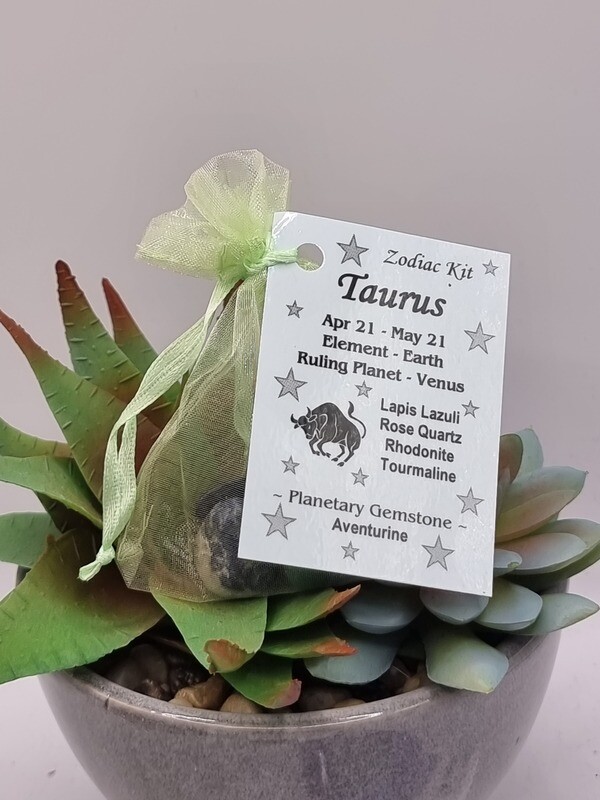 Zodiac Kit
Taurus
Apr 21 - May 21
Element - Earth
Ruling Planet - Venus
Lapis Lazuli
Rose Quartz
Rhodonite
Tourmaline
~ Planetary Gemstone ~
Aventurine